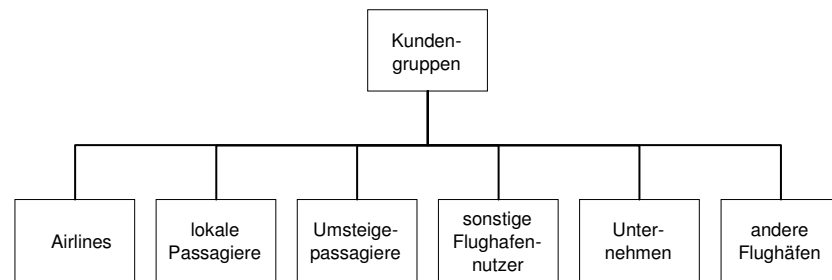 Kunden-
gruppen
Airlines
lokale
Passagiere
Umsteige-
passagiere
sonstige
Flughafen-
nutzer
Unter-
nehmen
andere
Flughäfen